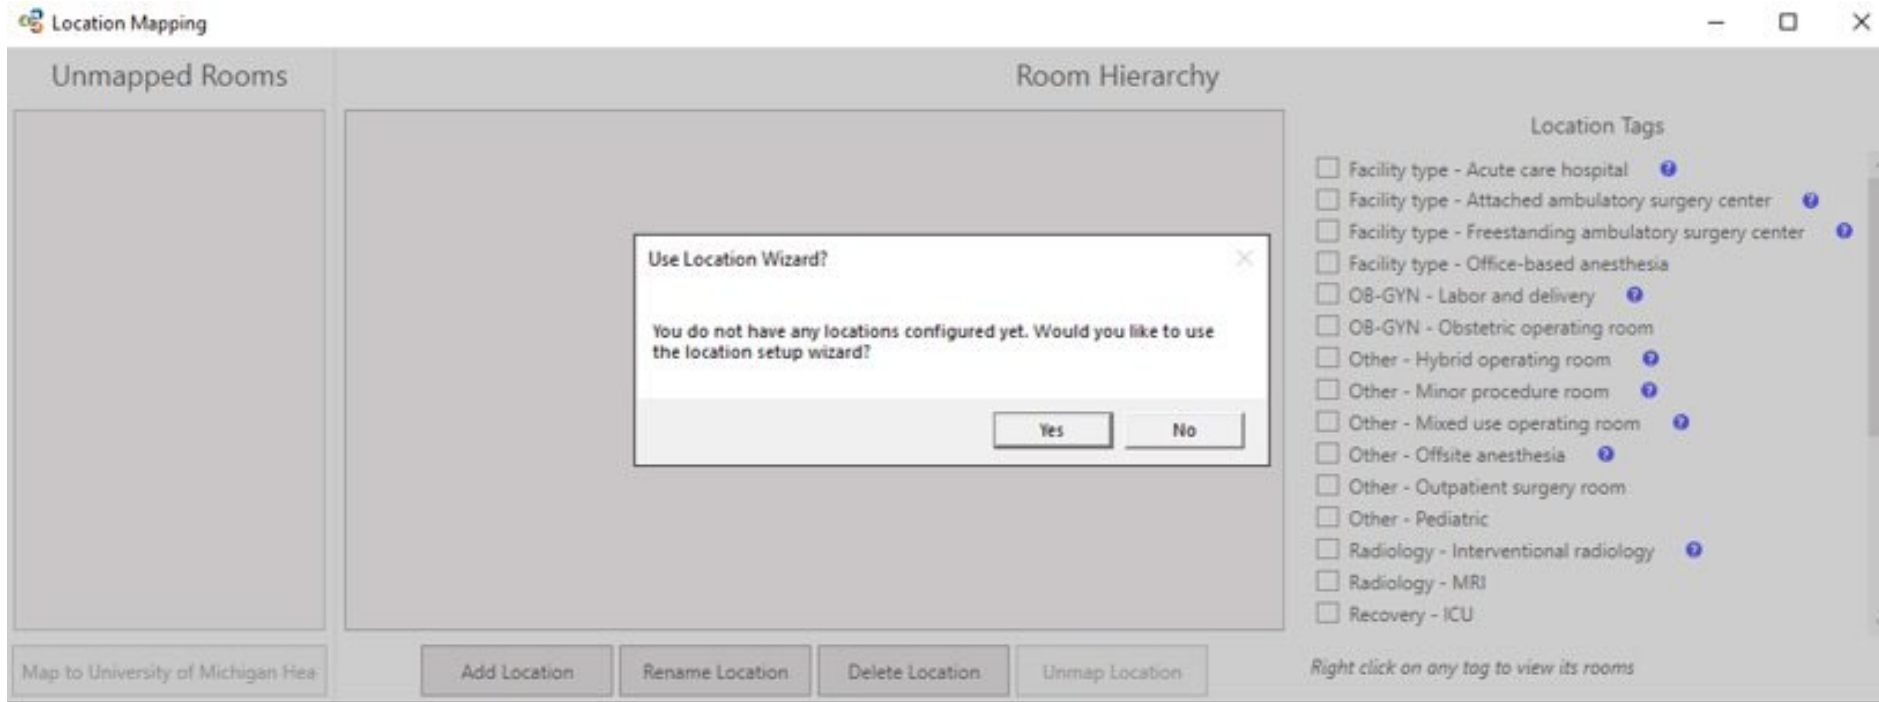 Location Mapping
Unmapped Rooms
Room Hierarchy
Location Tags
Facility type - Acute care hospital
Facility type - Attached ambulatory surgery center
Facility type - Freestanding ambulatory surgery center
Facility type - Office-based anesthesia
OB-GYN - Labor and delivery
OB-GYN - Obstetric operating room
Other - Hybrid operating room
Other - Minor procedure room
Other - Mixed use operating room
Other - Offsite anesthesia
Other - Outpatient surgery room
Other - Pediatric
Radiology - Interventional radiology
Radiology - MRI
Recovery - ICU
Use Location Wizard?
You do not have any locations configured yet. Would you like to use
the location setup wizard?
Yes
No
Map to University of Michigan Hea
Add Location
Rename Location
Delete Location
Unmap Location
Right click on any tag to view its rooms